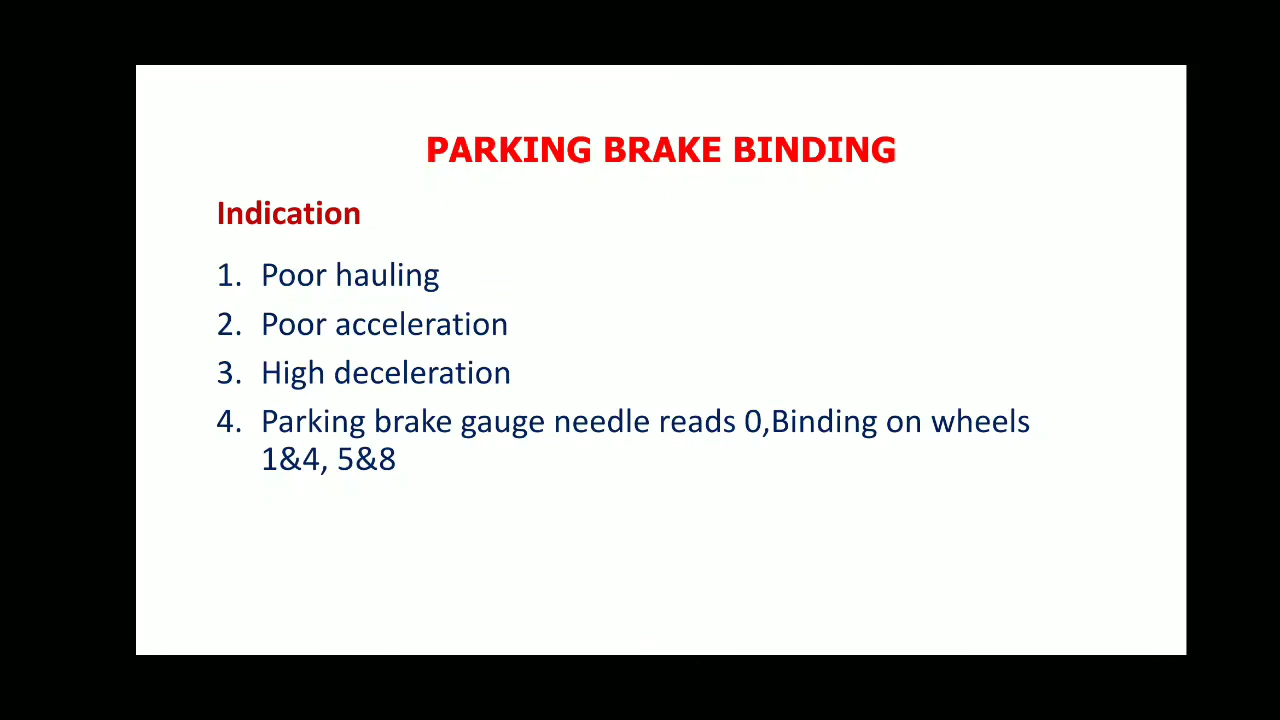 PARKING BRAKE BINDING
Indication
1. Poor hauling
2. Poor acceleration
3. High deceleration
4. Parking brake gauge needle reads 0,Binding on wheels
1&4, 5&8